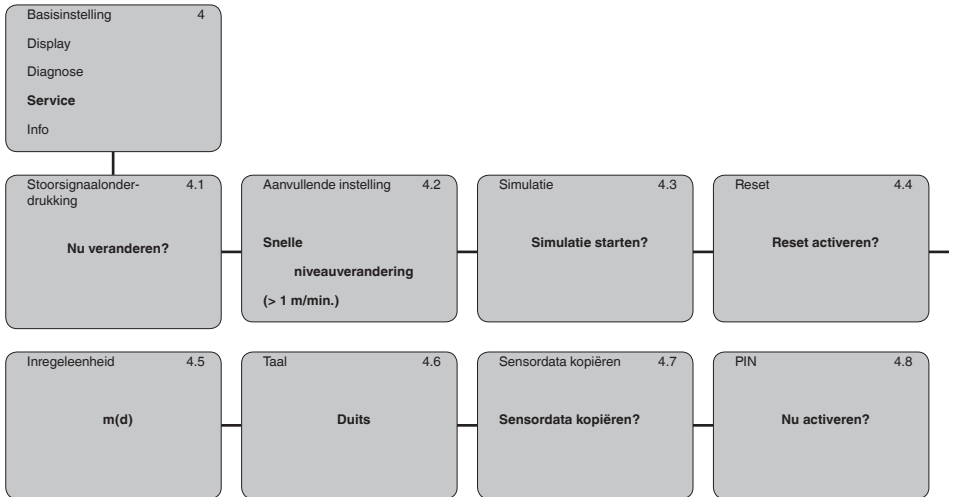 Basisinstelling 4
Display
Diagnose
Service
Info
Stoorsignaalonder- 4.1
drukking
Nu veranderen?
Aanvullende instelling 4.2
Snelle
niveauverandering
(> 1 m/min.)
Simulatie 4.3
Simulatie starten?
Reset 4.4
Reset activeren?
Inregeleenheid 4.5
m(d)
Taal 4.6
Duits
Sensordata kopiëren 4.7
Sensordata kopiëren?
PIN 4.8
Nu activeren?